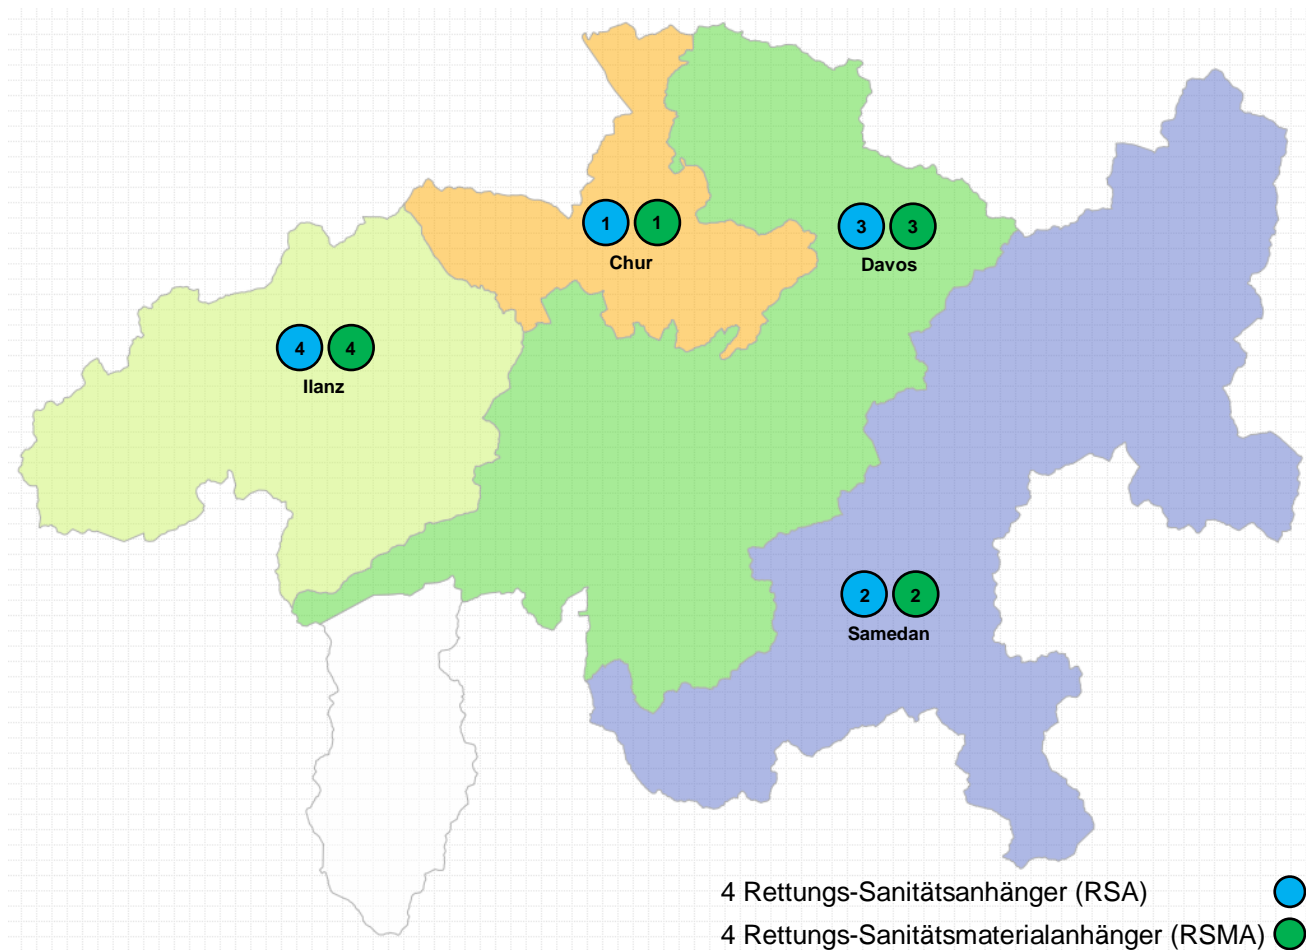 1 1
Chur
3 3
Davos
4 4
Ilanz
2 2
Samedan
4 Rettungs-Sanitätsanhänger (RSA)
4 Rettungs-Sanitätsmaterialanhänger (RSMA)